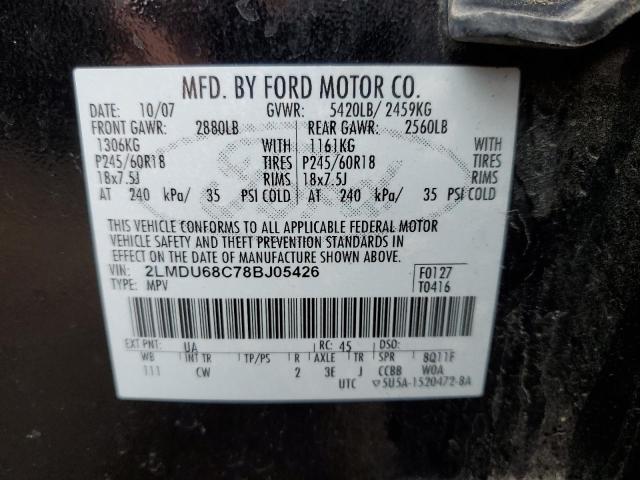 MFD. BY FORD MOTOR CO.
DATE: 10/07 GVWR: 5420LB/ 2459KG
FRONT GAWR: 2880LB REAR GAWR: 2560LB
1306KG WITH 1161KG WITH
P245/60R18 TIRES P245/60R18 TIRES
18x7.5J RIMS 18x7.5J RIMS
AT 240 kPa/ 35 PSI COLD AT 240 kPa/ 35 PSI COLD
THIS VEHICLE CONFORMS TO ALL APPLICABLE FEDERAL MOTOR
VEHICLE SAFETY AND THEFT PREVENTION STANDARDS IN
EFFECT ON THE DATE OF MANUFACTURE SHOWN ABOVE.
VIN: 2LMDU68C78BJ05426 F0127
TYPE: MPV T0416
EXT PNT: UA RC: 45 DSO:
WB INT TR TP/PS R AXLE TR SPR 8Q11F
111 CW 2 3E J CCBB W0A
UTC ▽5U5A-1520472-BA